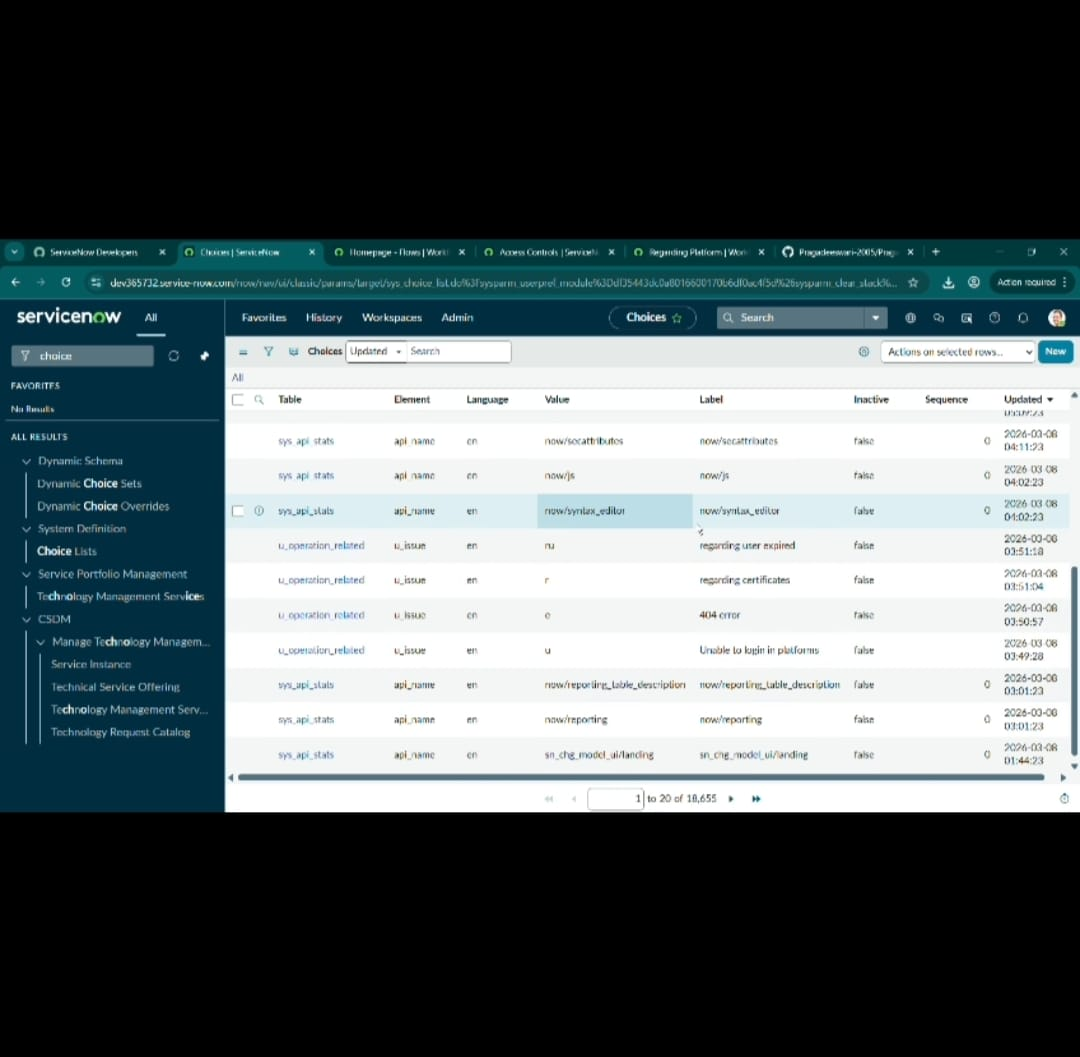 ServiceNow Developers
Choices | ServiceNow
Homepage - Flows | Work
Access Controls | ServiceN
Regarding Platform | Work
Pragadeeswari-2005/Prag
Action required
servicenow All Favorites History Workspaces Admin Choices Search
choice
FAVORITES
No Results
ALL RESULTS
Dynamic Schema
Dynamic Choice Sets
Dynamic Choice Overrides
System Definition
Choice Lists
Service Portfolio Management
Technology Management Services
CSDM
Manage Technology Managem...
Service Instance
Technical Service Offering
Technology Management Serv...
Technology Request Catalog
Choices Updated Search Actions on selected rows... New
All
Table Element Language Value Label Inactive Sequence Updated
sys_api_stats api_name en now/secattributes now/secattributes false 0 2026-03-08 04:11:23
sys_api_stats api_name en now/js now/js false 0 2026-03-08 04:02:23
sys_api_stats api_name en now/syntax_editor now/syntax_editor false 0 2026-03-08 04:02:23
u_operation_related u_issue en ru regarding user expired false 2026-03-08 03:51:18
u_operation_related u_issue en r regarding certificates false 2026-03-08 03:51:04
u_operation_related u_issue en e 404 error false 2026-03-08 03:50:57
u_operation_related u_issue en u Unable to login in platforms false 2026-03-08 03:49:28
sys_api_stats api_name en now/reporting_table_description now/reporting_table_description false 0 2026-03-08 03:01:23
sys_api_stats api_name en now/reporting now/reporting false 0 2026-03-08 03:01:23
sys_api_stats api_name en sn_chg_model_ui/landing sn_chg_model_ui/landing false 0 2026-03-08 01:44:23
1 to 20 of 18,655